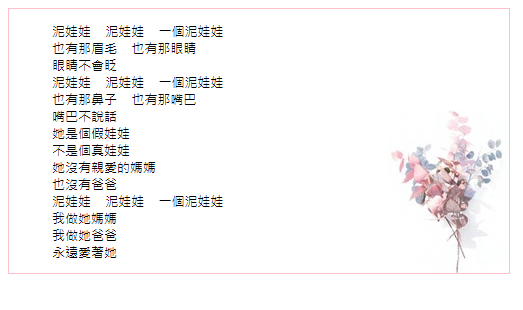 泥娃娃　泥娃娃　一個泥娃娃
也有那眉毛　也有那眼睛
眼睛不會眨
泥娃娃　泥娃娃　一個泥娃娃
也有那鼻子　也有那嘴巴
嘴巴不說話
她是個假娃娃
不是個真娃娃
她沒有親愛的媽媽
也沒有爸爸
泥娃娃　泥娃娃　一個泥娃娃
我做她媽媽
我做她爸爸
永遠愛著她